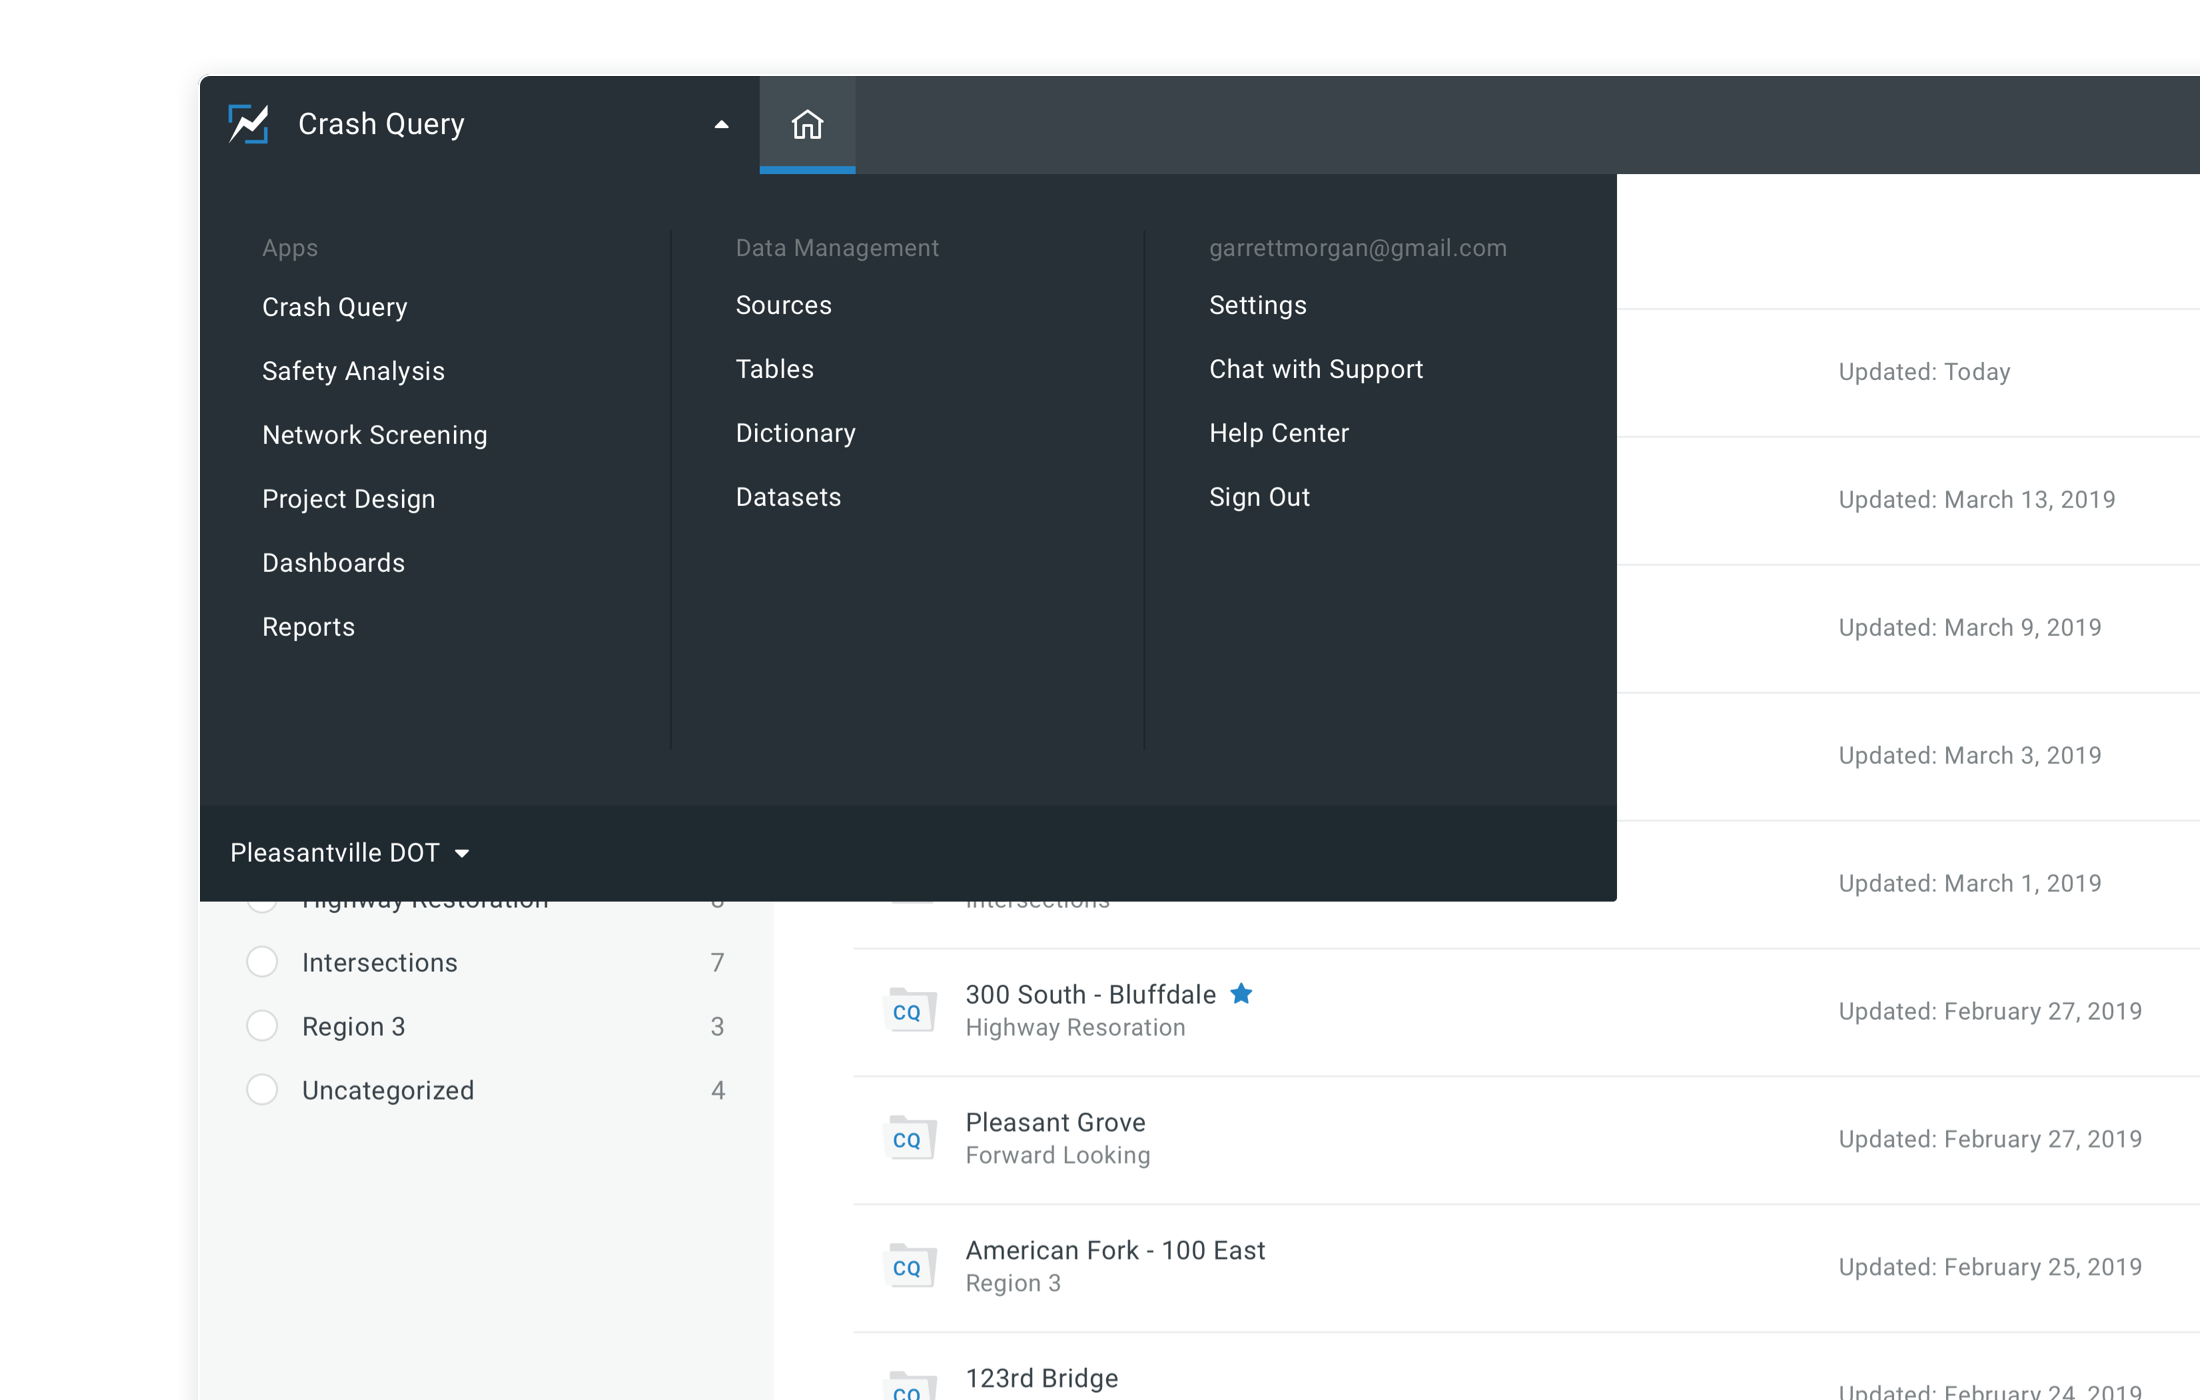 Crash Query
Apps
Crash Query
Safety Analysis
Network Screening
Project Design
Dashboards
Reports
Data Management
Sources
Tables
Dictionary
Datasets
garrettmorgan@gmail.com
Settings
Chat with Support
Help Center
Sign Out
Pleasantville DOT
Updated: Today
Updated: March 13, 2019
Updated: March 9, 2019
Updated: March 3, 2019
Updated: March 1, 2019
Highway Restoration
Intersections 7
Region 3 3
Uncategorized 4
Intersections
CQ
300 South - Bluffdale
Highway Resoration
Updated: February 27, 2019
CQ
Pleasant Grove
Forward Looking
Updated: February 27, 2019
CQ
American Fork - 100 East
Region 3
Updated: February 25, 2019
CQ
123rd Bridge
Updated: February 24, 2019